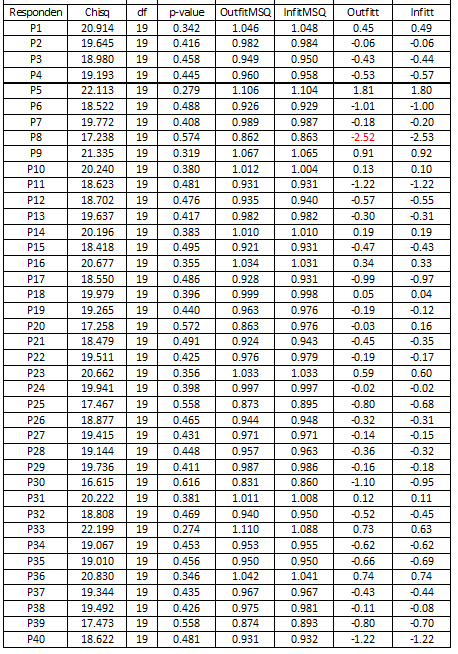 Responden Chisq df p-value OutfitMSQ InfitMSQ Outfitt Infitt
P1 20.914 19 0.342 1.046 1.048 0.45 0.49
P2 19.645 19 0.416 0.982 0.984 -0.06 -0.06
P3 18.980 19 0.458 0.949 0.950 -0.43 -0.44
P4 19.193 19 0.445 0.960 0.958 -0.53 -0.57
P5 22.113 19 0.279 1.106 1.104 1.81 1.80
P6 18.522 19 0.488 0.926 0.929 -1.01 -1.00
P7 19.772 19 0.408 0.989 0.987 -0.18 -0.20
P8 17.238 19 0.574 0.862 0.863 -2.52 -2.53
P9 21.335 19 0.319 1.067 1.065 0.91 0.92
P10 20.240 19 0.380 1.012 1.004 0.13 0.10
P11 18.623 19 0.481 0.931 0.931 -1.22 -1.22
P12 18.702 19 0.476 0.935 0.940 -0.57 -0.55
P13 19.637 19 0.417 0.982 0.982 -0.30 -0.31
P14 20.196 19 0.383 1.010 1.010 0.19 0.19
P15 18.418 19 0.495 0.921 0.931 -0.47 -0.43
P16 20.677 19 0.355 1.034 1.031 0.34 0.33
P17 18.550 19 0.486 0.928 0.931 -0.99 -0.97
P18 19.979 19 0.396 0.999 0.998 0.05 0.04
P19 19.265 19 0.440 0.963 0.976 -0.19 -0.12
P20 17.258 19 0.572 0.863 0.976 -0.03 0.16
P21 18.479 19 0.491 0.924 0.943 -0.45 -0.35
P22 19.511 19 0.425 0.976 0.979 -0.19 -0.17
P23 20.662 19 0.356 1.033 1.033 0.59 0.60
P24 19.941 19 0.398 0.997 0.997 -0.02 -0.02
P25 17.467 19 0.558 0.873 0.895 -0.80 -0.68
P26 18.877 19 0.465 0.944 0.948 -0.32 -0.31
P27 19.415 19 0.431 0.971 0.971 -0.14 -0.15
P28 19.144 19 0.448 0.957 0.963 -0.36 -0.32
P29 19.736 19 0.411 0.987 0.986 -0.16 -0.18
P30 16.615 19 0.616 0.831 0.860 -1.10 -0.95
P31 20.222 19 0.381 1.011 1.008 0.12 0.11
P32 18.808 19 0.469 0.940 0.950 -0.52 -0.45
P33 22.199 19 0.274 1.110 1.088 0.73 0.63
P34 19.067 19 0.453 0.953 0.955 -0.62 -0.62
P35 19.010 19 0.456 0.950 0.950 -0.66 -0.69
P36 20.830 19 0.346 1.042 1.041 0.74 0.74
P37 19.344 19 0.435 0.967 0.967 -0.43 -0.44
P38 19.492 19 0.426 0.975 0.981 -0.11 -0.08
P39 17.473 19 0.558 0.874 0.893 -0.80 -0.70
P40 18.622 19 0.481 0.931 0.932 -1.22 -1.22